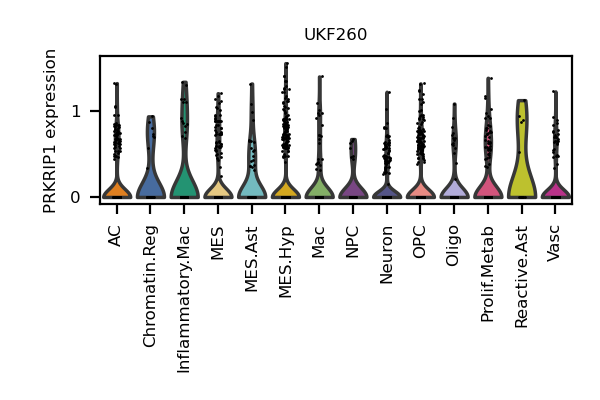 UKF260
PRKRIP1 expression
1
0
AC
Chromatin.Reg
Inflammatory.Mac
MES
MES.Ast
MES.Hyp
Mac
NPC
Neuron
OPC
Oligo
Prolif.Metab
Reactive.Ast
Vasc